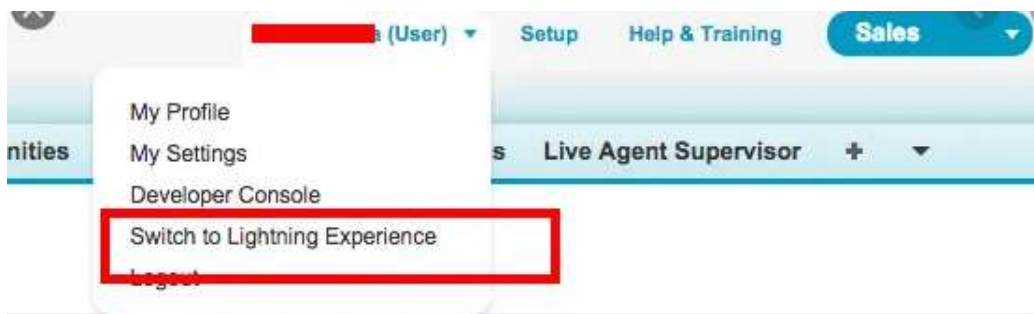 (User) Setup Help & Training Sales
My Profile
nities My Settings s Live Agent Supervisor +
Developer Console
Switch to Lightning Experience
Logout